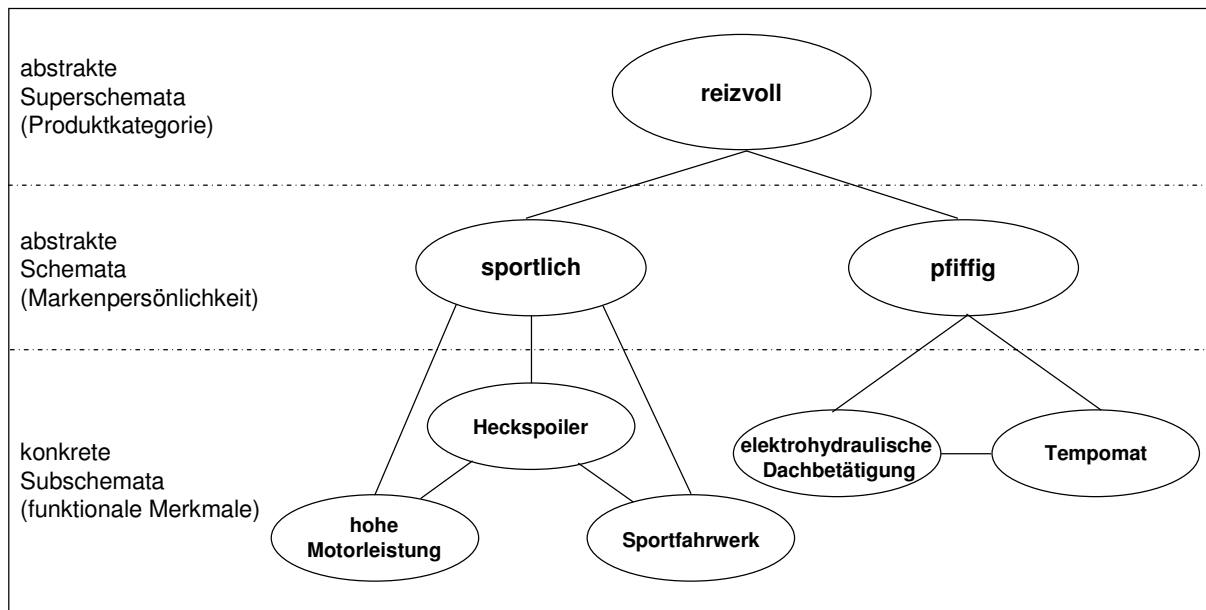 abstrakte
Superschemata
(Produktkategorie)
reizvoll
abstrakte
Schemata
(Markenpersönlichkeit)
sportlich
pfiffig
konkrete
Subschemata
(funktionale Merkmale)
Heckspoiler
elektrohydraulische
Dachbetätigung
Tempomat
hohe
Motorleistung
Sportfahrwerk